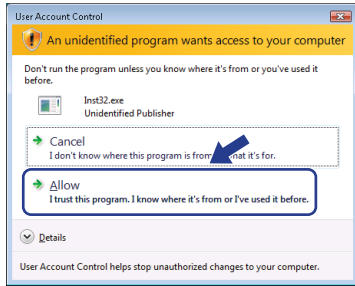 User Account Control
An unidentified program wants access to your computer
Don't run the program unless you know where it's from or you've used it
before.
Inst32.exe
Unidentified Publisher
Cancel
I don't know where this program is from at it's for.
Allow
I trust this program. I know where it's from or I've used it before.
Details
User Account Control helps stop unauthorized changes to your computer.